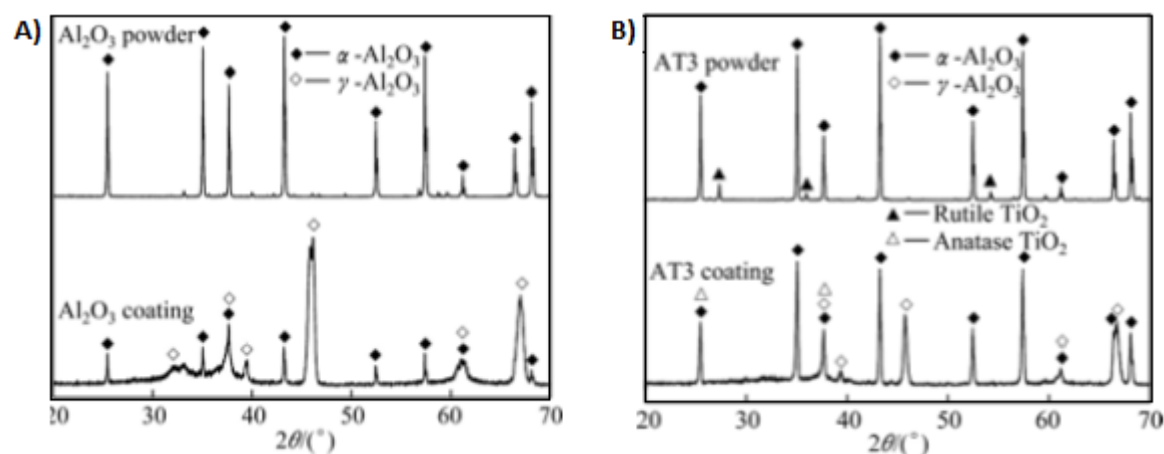 A)
Al₂O₃ powder
◆— α -Al₂O₃
◇— γ -Al₂O₃
Al₂O₃ coating
20 30 40 50 60 70
2θ/(°)
B)
AT3 powder
◆— α -Al₂O₃
◇— γ -Al₂O₃
▲— Rutile TiO₂
△— Anatase TiO₂
AT3 coating
20 30 40 50 60 70
2θ/(°)